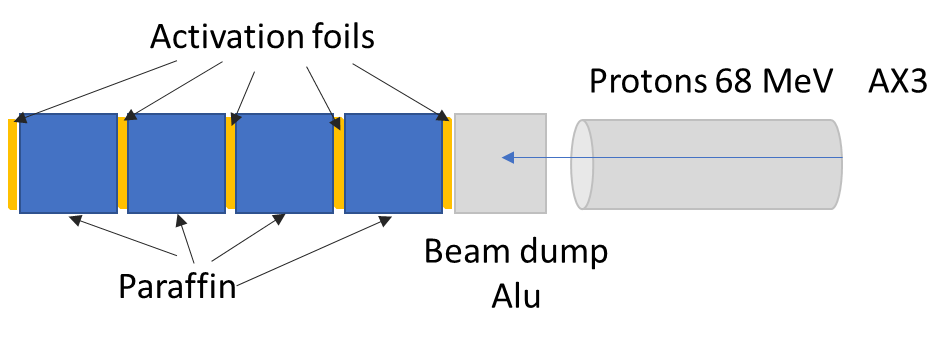 Activation foils
Protons 68 MeV AX3
Beam dump
Alu
Paraffin